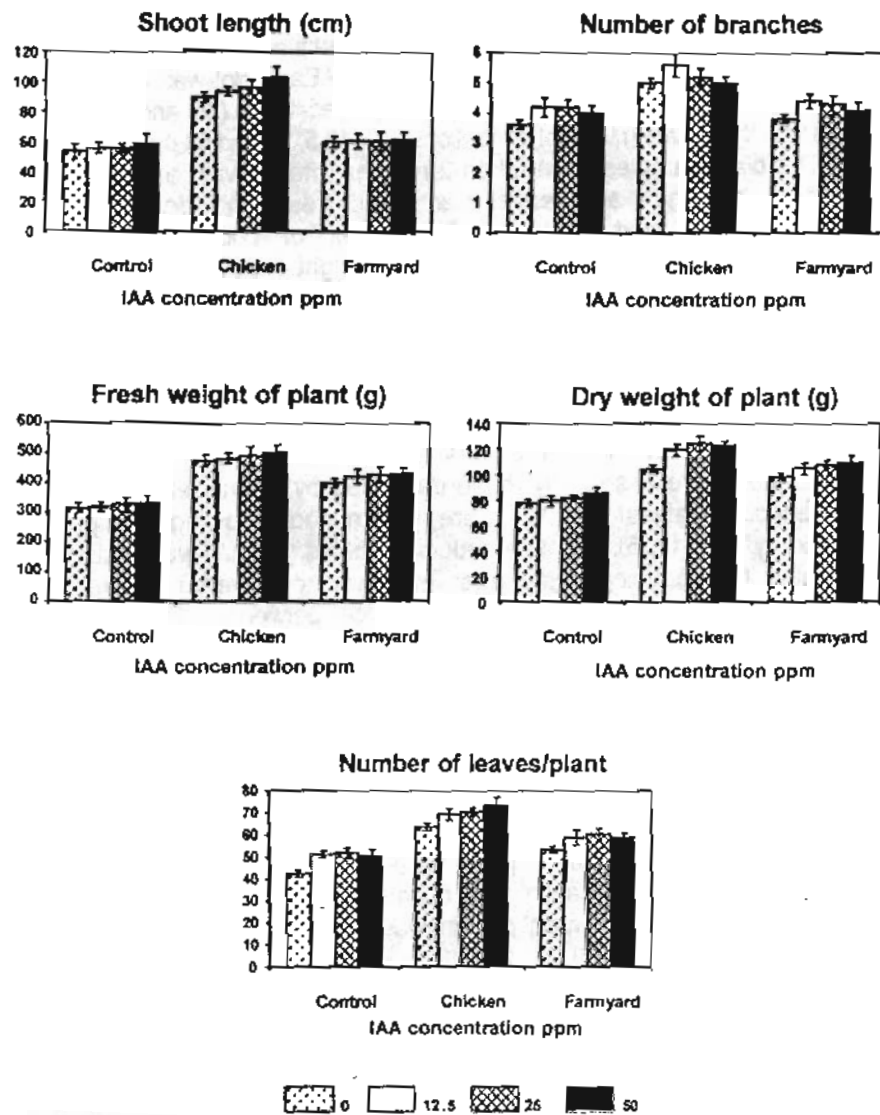 Shoot length (cm)
120
100
80
60
40
20
0
Control Chicken Farmyard
IAA concentration ppm
Number of branches
6
5
4
3
2
1
0
Control Chicken Farmyard
IAA concentration ppm
Fresh weight of plant (g)
600
500
400
300
200
100
0
Control Chicken Farmyard
IAA concentration ppm
Dry weight of plant (g)
140
120
100
80
60
40
20
0
Control Chicken Farmyard
IAA concentration ppm
Number of leaves/plant
80
70
60
50
40
30
20
10
0
Control Chicken Farmyard
IAA concentration ppm
0 12.5 25 50